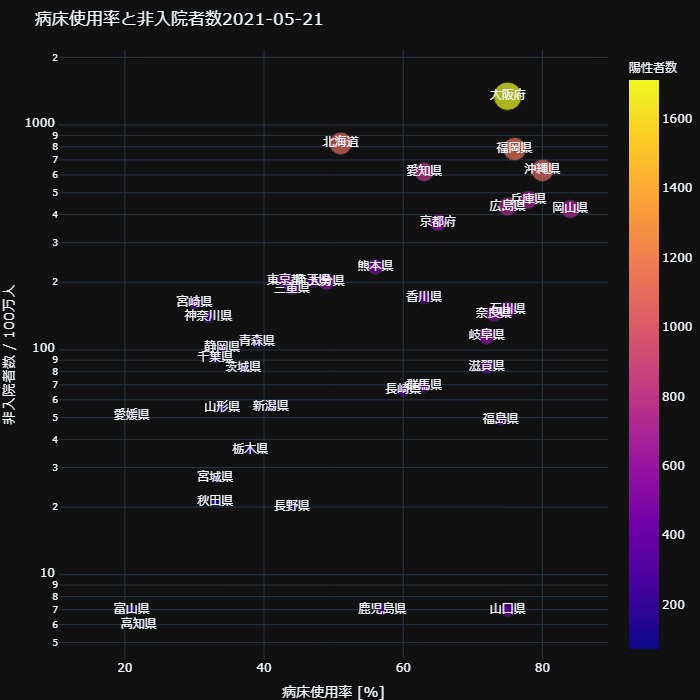 病床使用率と非入院者数2021-05-21
陽性者数
2
大阪府
1600
1000
9
北海道
8
福岡県
7
沖縄県
6
愛知県
1400
5
兵庫県
4
広島県
岡山県
京都府
3
1200
熊本県
2
東京都
大分県
三重県
宮崎県
香川県
神奈川県
石川県
奈良県
1000
100
静岡県
青森県
岐阜県
9
千葉県
8
茨城県
滋賀県
7
長崎県
群馬県
800
6
山形県
新潟県
5
愛媛県
福島県
4
栃木県
3
宮城県
600
2
秋田県
長野県
400
10
9
8
7
富山県
鹿児島県
山口県
200
6
高知県
5
20
40
60
80
病床使用率 [%]
非入院者数 / 100万人